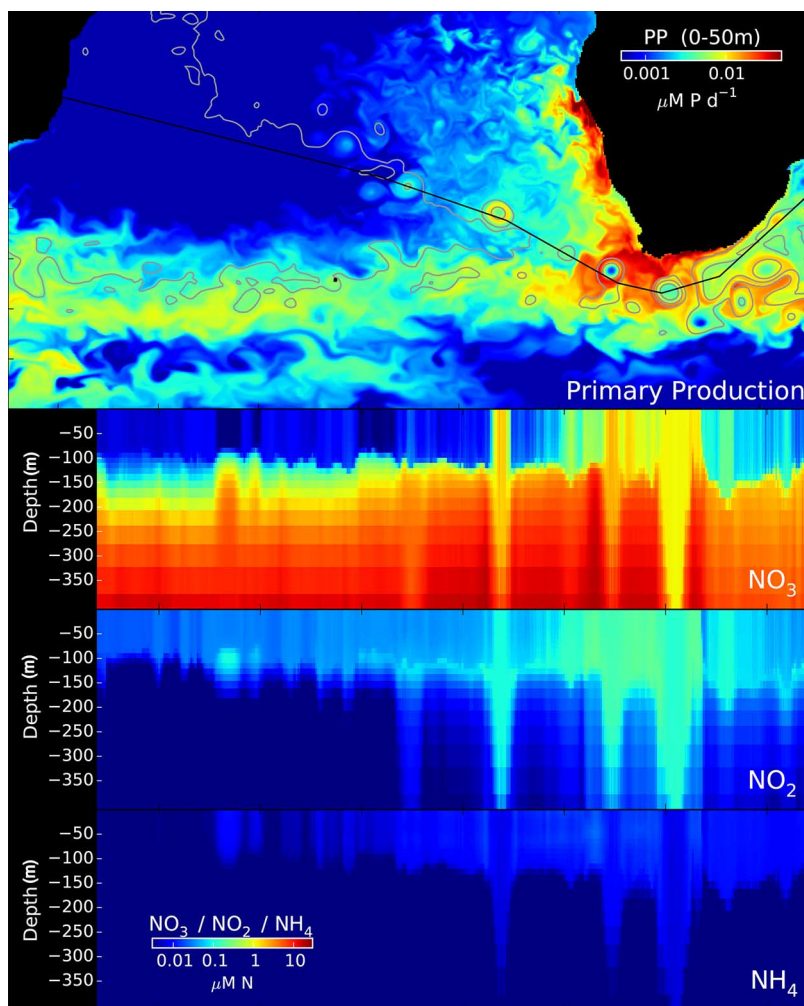 PP (0-50m)
0.001 0.01
μM P d⁻¹
Primary Production
Depth(m)
−50
−100
−150
−200
−250
−300
−350
NO₃
Depth (m)
−50
−100
−150
−200
−250
−300
−350
NO₂
Depth (m)
−50
−100
−150
−200
−250
−300
−350
NO₃ / NO₂ / NH₄
0.01 0.1 1 10
μM N
NH₄